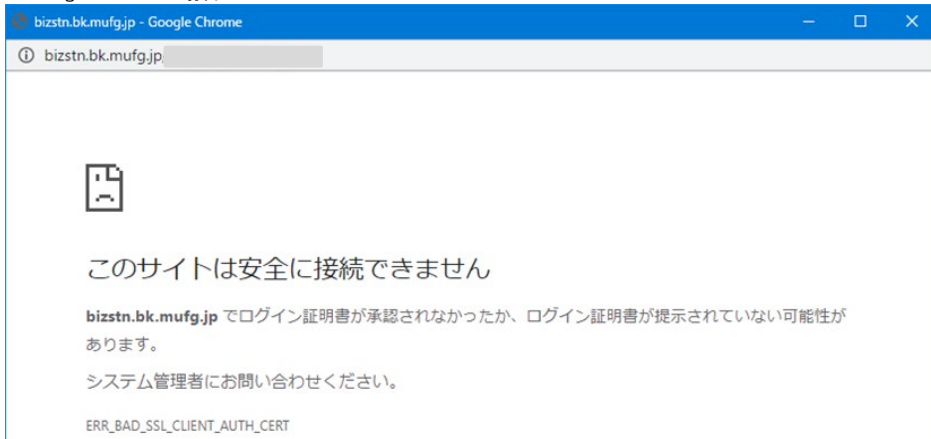 bizstn.bk.mufg.jp - Google Chrome
bizstn.bk.mufg.jp
このサイトは安全に接続できません
bizstn.bk.mufg.jp でログイン証明書が承認されなかったか、ログイン証明書が提示されていない可能性が
あります。
システム管理者にお問い合わせください。
ERR_BAD_SSL_CLIENT_AUTH_CERT